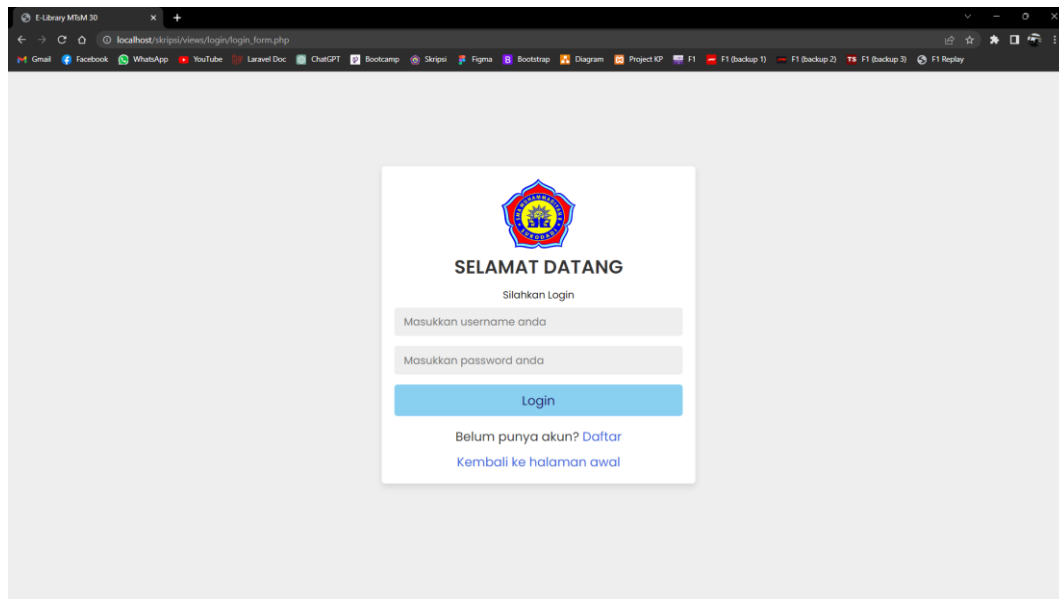 E-Library MTsM 30
localhost/skripsi/views/login/login_form.php
Gmail Facebook WhatsApp YouTube Laravel Doc ChatGPT Bootcamp Skripsi Figma Bootstrap Diagram Project KP F1 F1 (backup 1) F1 (backup 2) TS F1 (backup 3) F1 Replay
SELAMAT DATANG
Silahkan Login
Masukkan username anda
Masukkan password anda
Login
Belum punya akun? Daftar
Kembali ke halaman awal